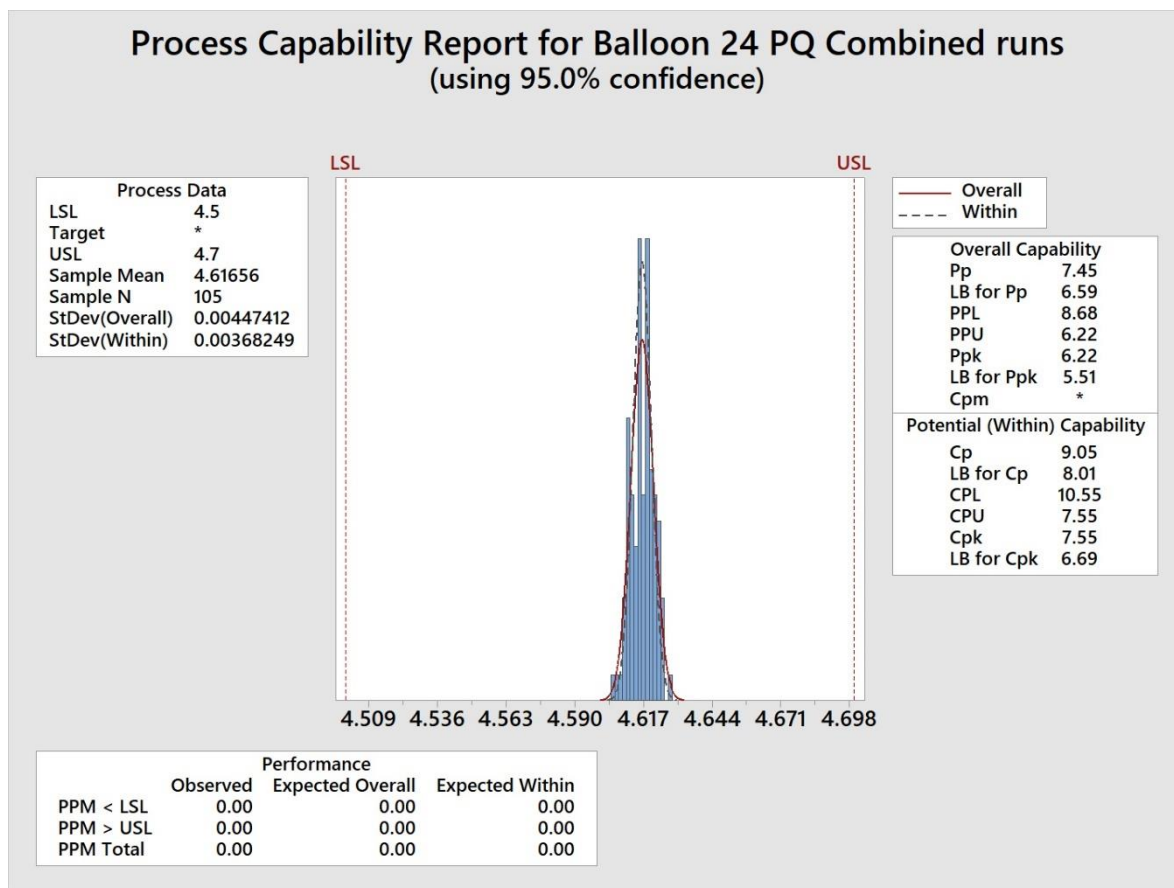 Process Capability Report for Balloon 24 PQ Combined runs
(using 95.0% confidence)
LSL
USL
Process Data
LSL 4.5
Target *
USL 4.7
Sample Mean 4.61656
Sample N 105
StDev(Overall) 0.00447412
StDev(Within) 0.00368249
Overall
Within
Overall Capability
Pp 7.45
LB for Pp 6.59
PPL 8.68
PPU 6.22
Ppk 6.22
LB for Ppk 5.51
Cpm *
Potential (Within) Capability
Cp 9.05
LB for Cp 8.01
CPL 10.55
CPU 7.55
Cpk 7.55
LB for Cpk 6.69
4.509 4.536 4.563 4.590 4.617 4.644 4.671 4.698
Performance
Observed Expected Overall Expected Within
PPM < LSL 0.00 0.00 0.00
PPM > USL 0.00 0.00 0.00
PPM Total 0.00 0.00 0.00